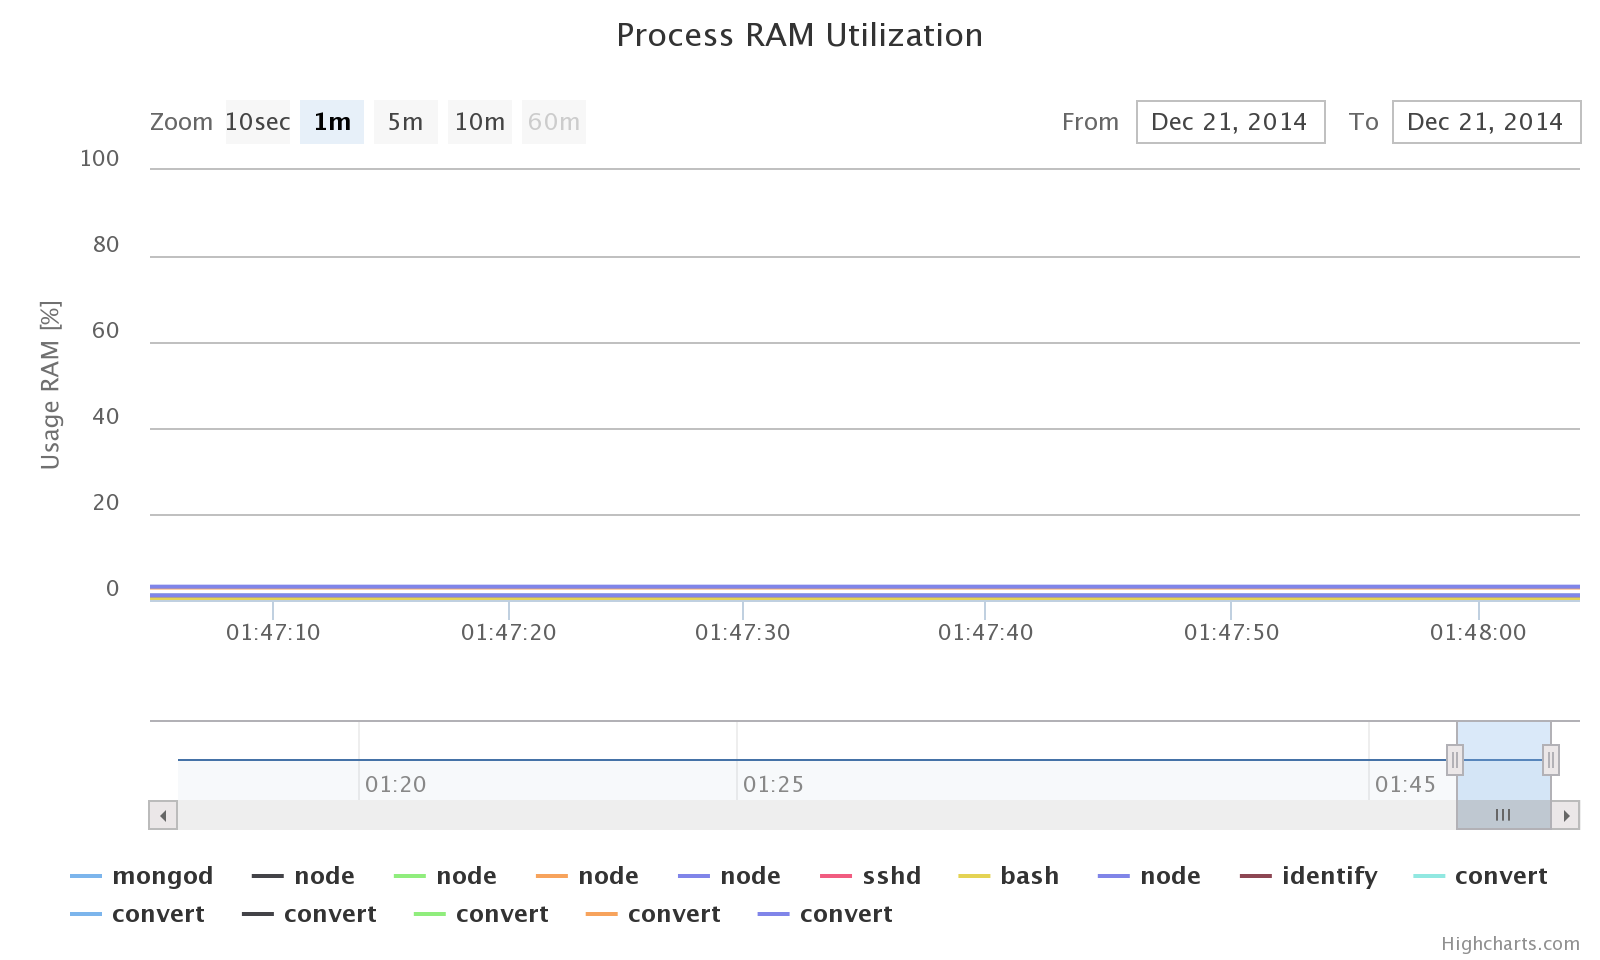 Process RAM Utilization
Zoom 10sec 1m 5m 10m 60m From Dec 21, 2014 To Dec 21, 2014
100
80
60
40
20
0
Usage RAM [%]
01:47:10 01:47:20 01:47:30 01:47:40 01:47:50 01:48:00
01:20 01:25 01:45
mongod node node node node sshd bash node identify convert
convert convert convert convert convert
Highcharts.com